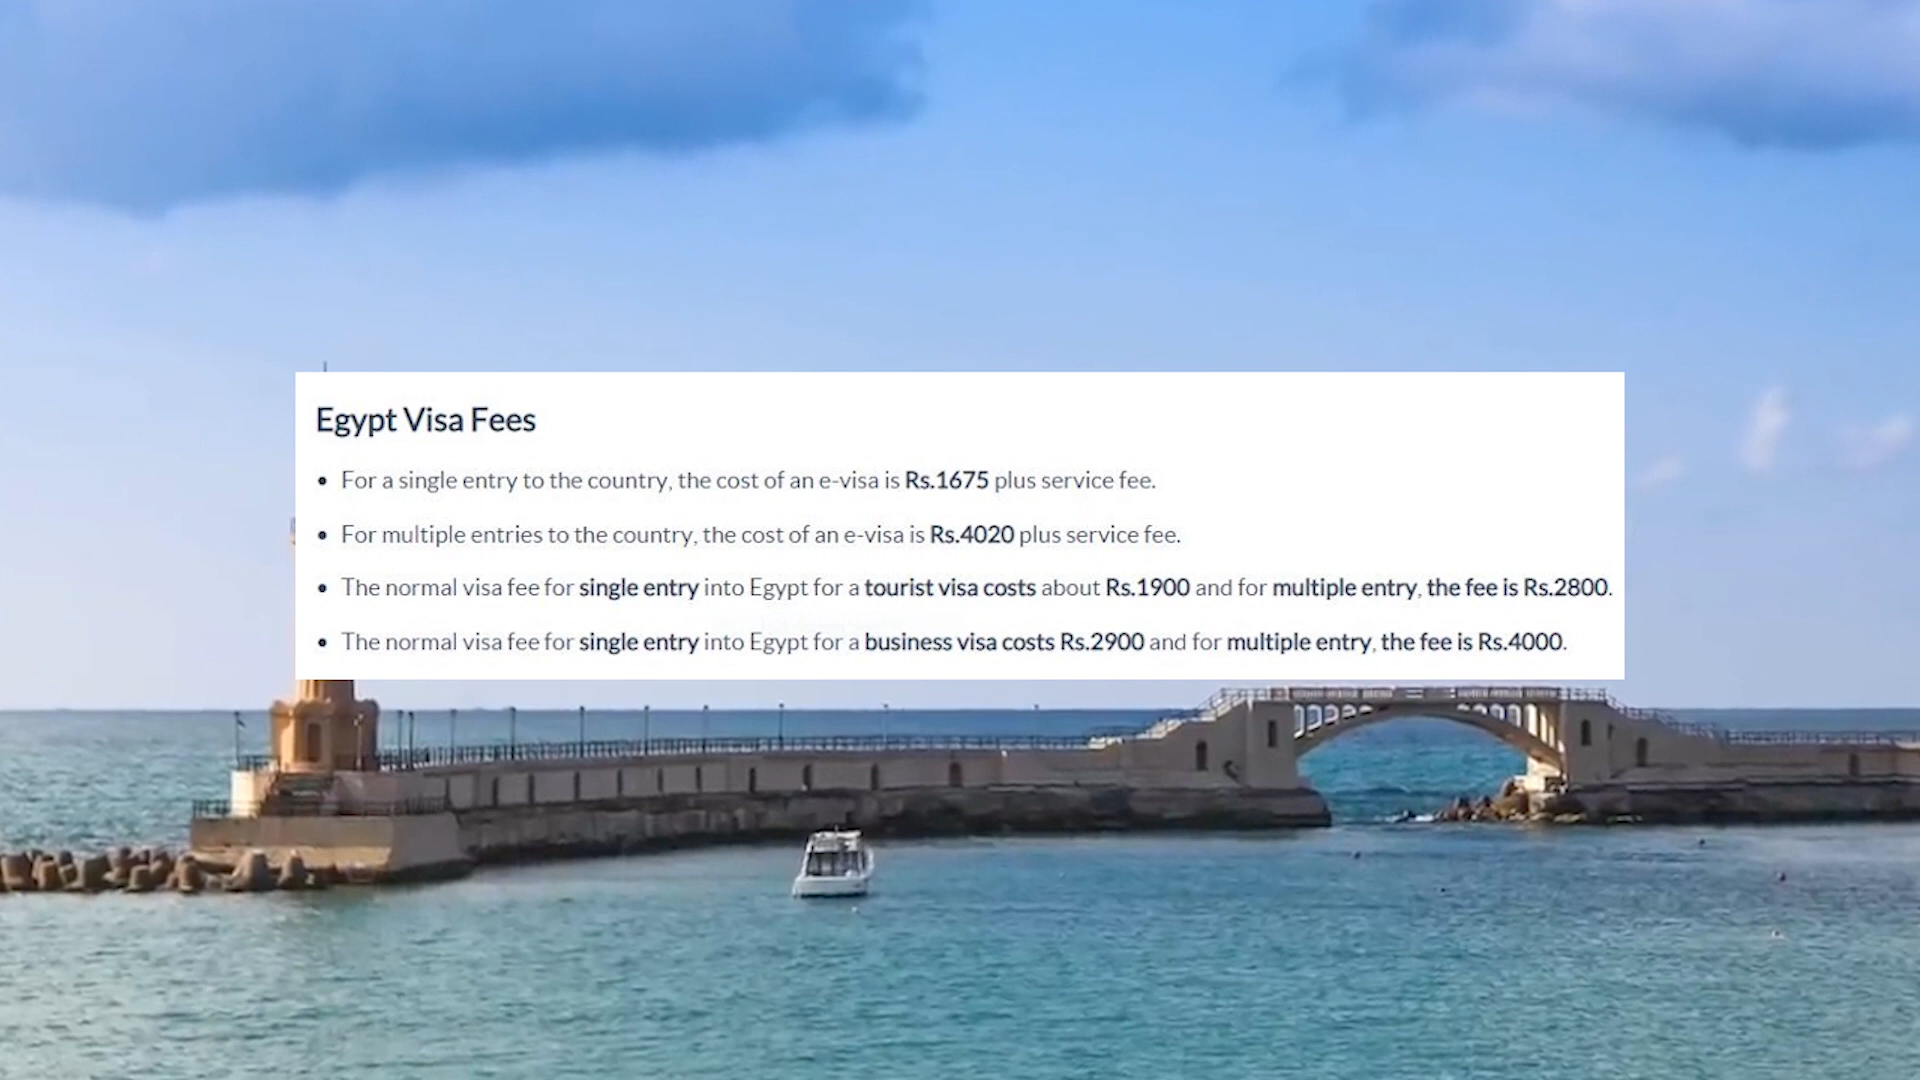 Egypt Visa Fees
• For a single entry to the country, the cost of an e-visa is Rs.1675 plus service fee.
• For multiple entries to the country, the cost of an e-visa is Rs.4020 plus service fee.
• The normal visa fee for single entry into Egypt for a tourist visa costs about Rs.1900 and for multiple entry, the fee is Rs.2800.
• The normal visa fee for single entry into Egypt for a business visa costs Rs.2900 and for multiple entry, the fee is Rs.4000.